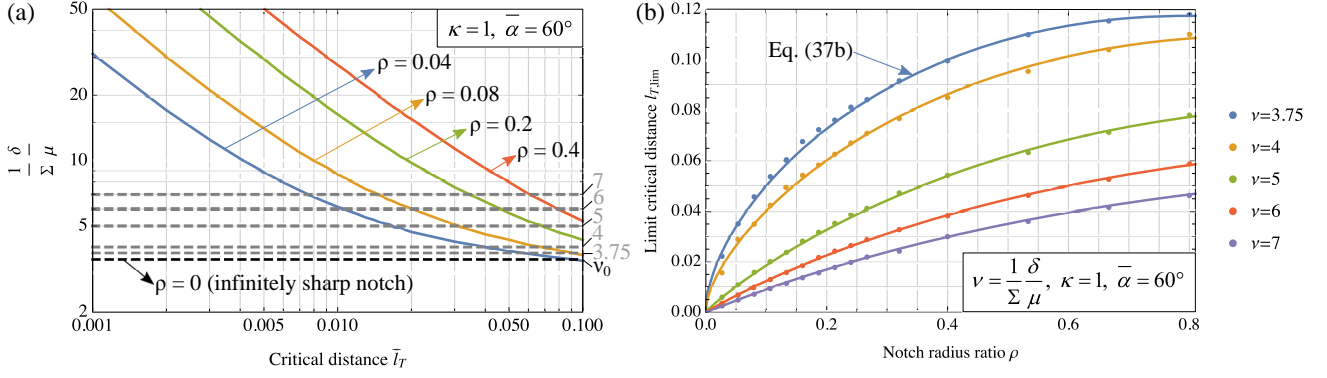 (a)
κ=1, α̅=60°
50
20
10
5
2
1/Σ δ/μ
ρ = 0.04
ρ = 0.08
ρ = 0.2
ρ = 0.4
7
6
5
4
3.75
ν₀
ρ = 0 (infinitely sharp notch)
0.001
0.005
0.010
0.050
0.100
Critical distance l̅_T
(b)
0.12
0.10
0.08
0.06
0.04
0.02
0.00
Limit critical distance l_T,lim
Eq. (37b)
ν = 1/Σ δ/μ, κ=1, α̅=60°
0.0
0.2
0.4
0.6
0.8
Notch radius ratio ρ
ν=3.75
ν=4
ν=5
ν=6
ν=7